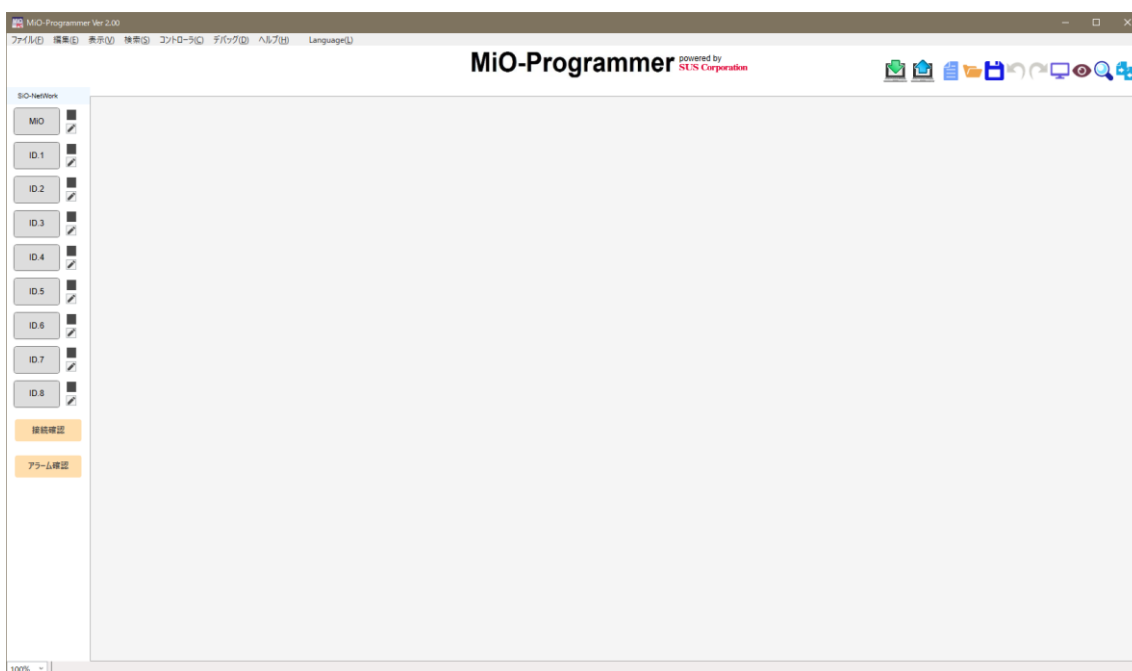 MiO-Programmer Ver 2.00
ファイル(F) 編集(E) 表示(V) 検索(S) コントローラ(C) デバッグ(D) ヘルプ(H) Language(L)
MiO-Programmer powered by
SUS Corporation
SiO-NetWork
MiO
ID.1
ID.2
ID.3
ID.4
ID.5
ID.6
ID.7
ID.8
接続確認
アラーム確認
100%